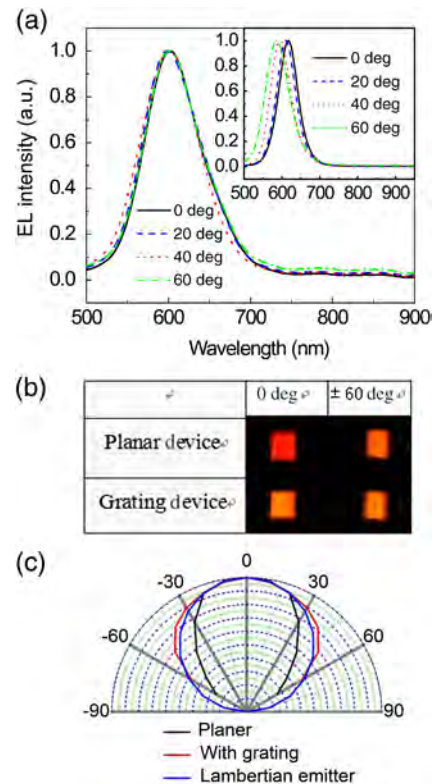 (a)
1.0
0.8
0.6
0.4
0.2
0.0
EL intensity (a.u.)
0 deg
20 deg
40 deg
60 deg
500 600 700 800 900
Wavelength (nm)
1.0
0.8
0.6
0.4
0.2
0.0
0 deg
20 deg
40 deg
60 deg
500 600 700 800 900
(b)
0 deg ± 60 deg
Planar device
Grating device
(c)
0
-30 30
-60 60
-90 90
Planer
With grating
Lambertian emitter